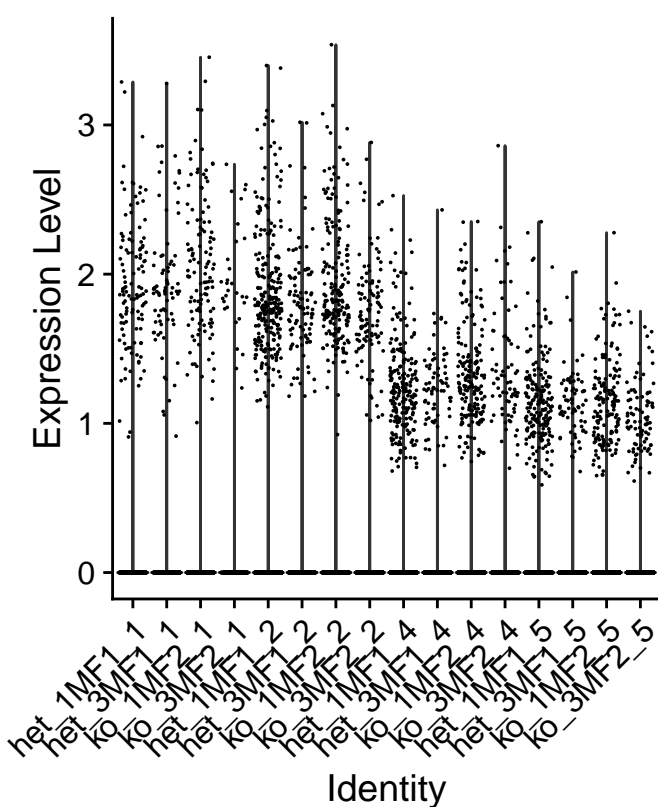 Expression Level
3
2
1
0
het_1MF1_1
het_3MF1_1
ko_1MF2_1
ko_3MF2_1
het_1MF1_2
het_3MF1_2
ko_1MF2_2
ko_3MF2_2
het_1MF1_4
het_3MF1_4
ko_1MF2_4
ko_3MF2_4
het_1MF1_5
het_3MF1_5
ko_1MF2_5
ko_3MF2_5
Identity